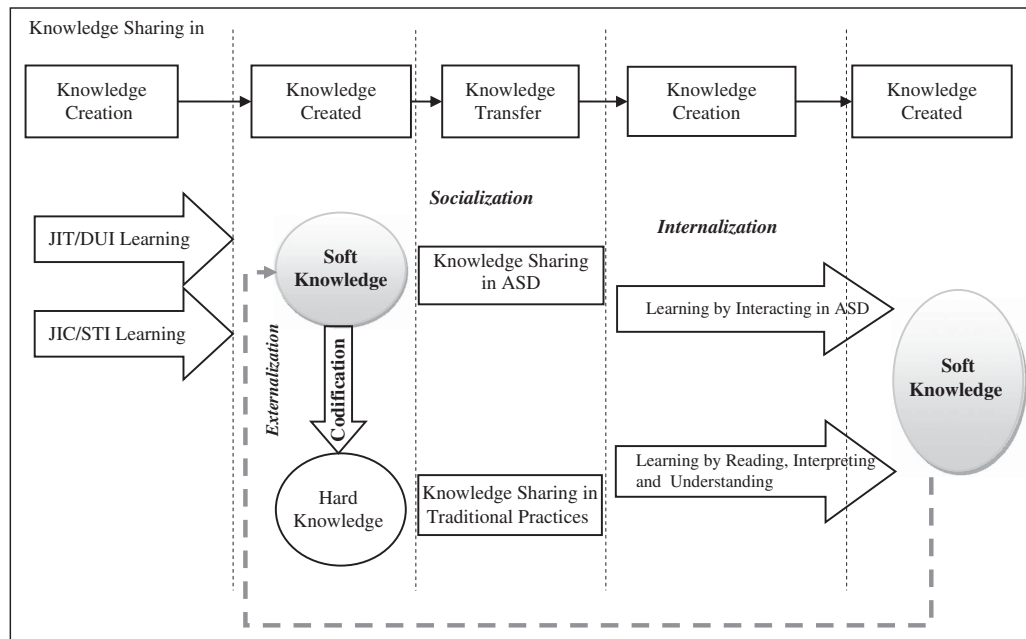 Knowledge Sharing in
Knowledge
Creation
Knowledge
Created
Knowledge
Transfer
Knowledge
Creation
Knowledge
Created
Socialization
Internalization
JIT/DUI Learning
Soft
Knowledge
Knowledge Sharing
in ASD
Learning by Interacting in ASD
JIC/STI Learning
Externalization
Codification
Soft
Knowledge
Hard
Knowledge
Knowledge Sharing in
Traditional Practices
Learning by Reading, Interpreting
and Understanding